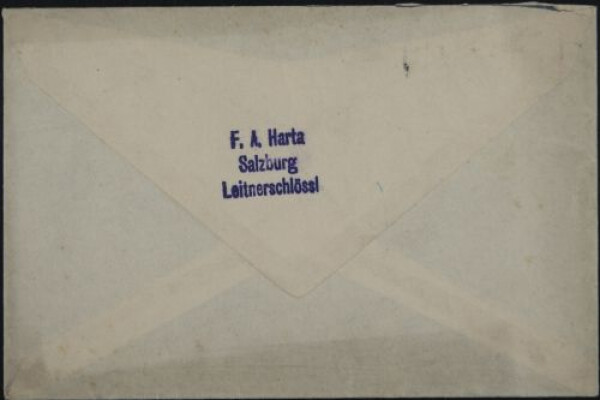 F. A. Harta
Salzburg
Leitnerschlössl